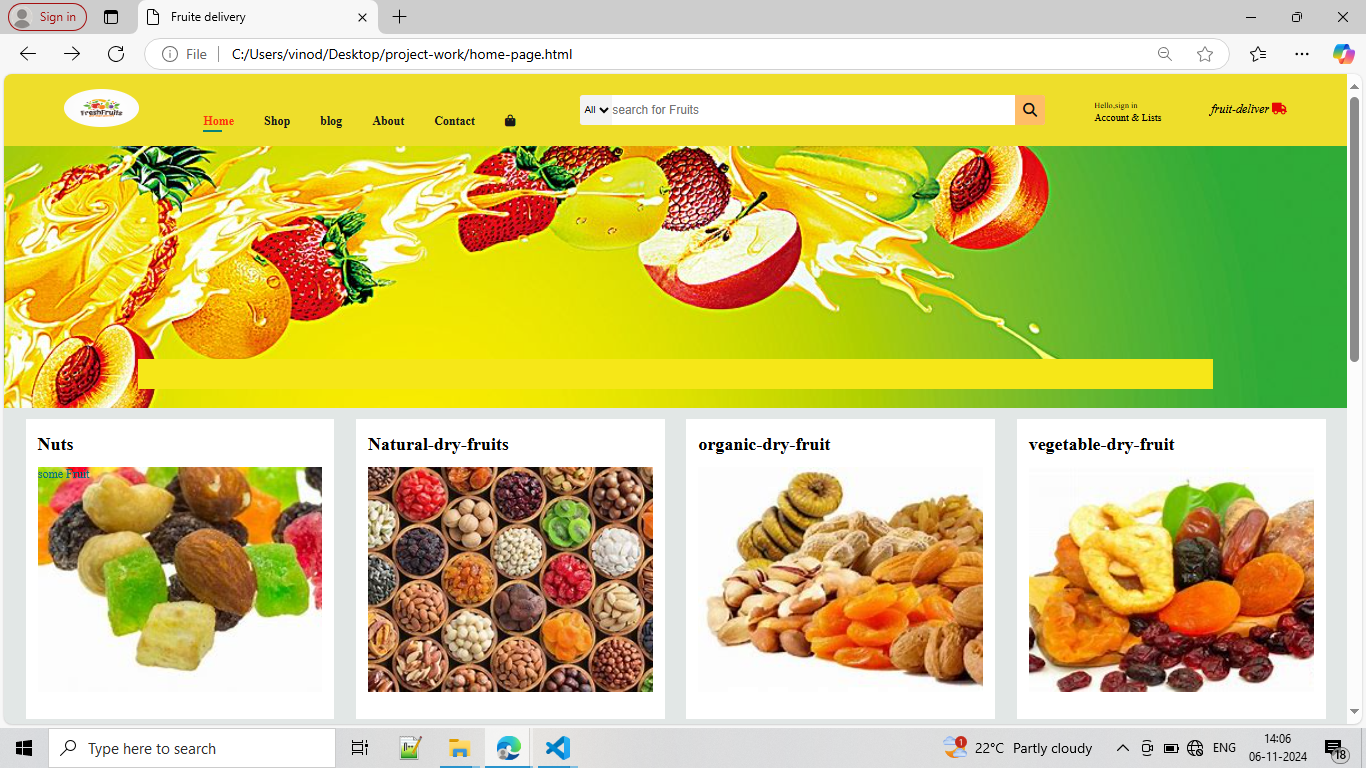 Sign in
Fruite delivery
File
C:/Users/vinod/Desktop/project-work/home-page.html
FreshFruits
Home
Shop
blog
About
Contact
All
search for Fruits
Hello,sign in
Account & Lists
fruit-deliver
Nuts
Natural-dry-fruits
organic-dry-fruit
vegetable-dry-fruit
some Fruit
Type here to search
1
22°C Partly cloudy
ENG
14:06
06-11-2024
18